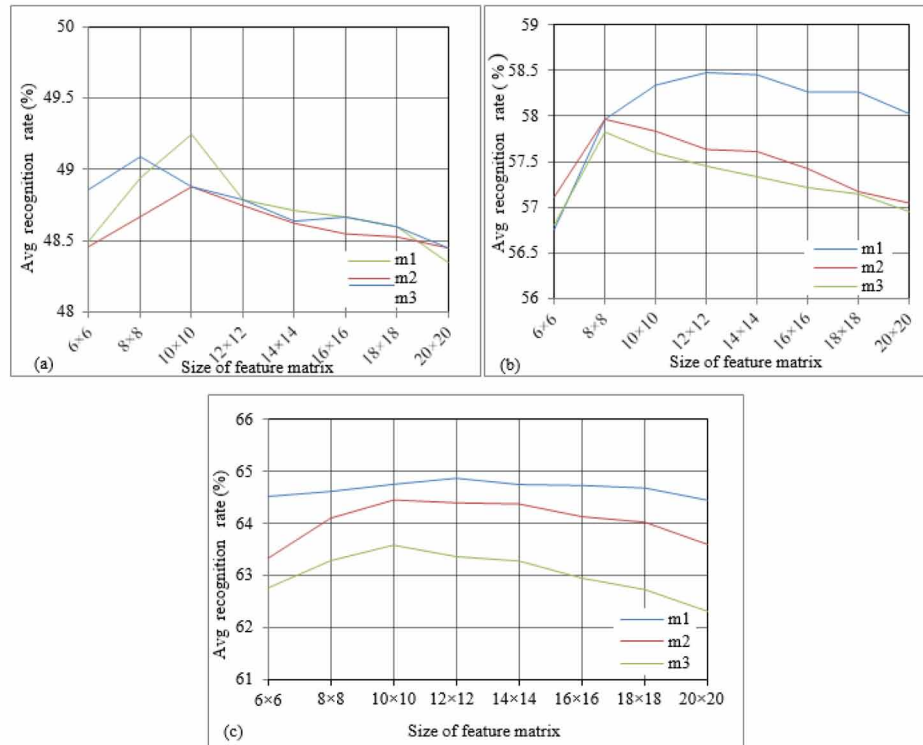 50
49.5
49
48.5
48
Avg recognition rate (%)
m1
m2
m3
6×6
8×8
10×10
12×12
14×14
16×16
18×18
20×20
(a)
Size of feature matrix
59
58.5
58
57.5
57
56.5
56
Avg recognition rate (%)
m1
m2
m3
6×6
8×8
10×10
12×12
14×14
16×16
18×18
20×20
(b)
Size of feature matrix
66
65
64
63
62
61
Avg recognition rate (%)
m1
m2
m3
6×6
8×8
10×10
12×12
14×14
16×16
18×18
20×20
(c)
Size of feature matrix